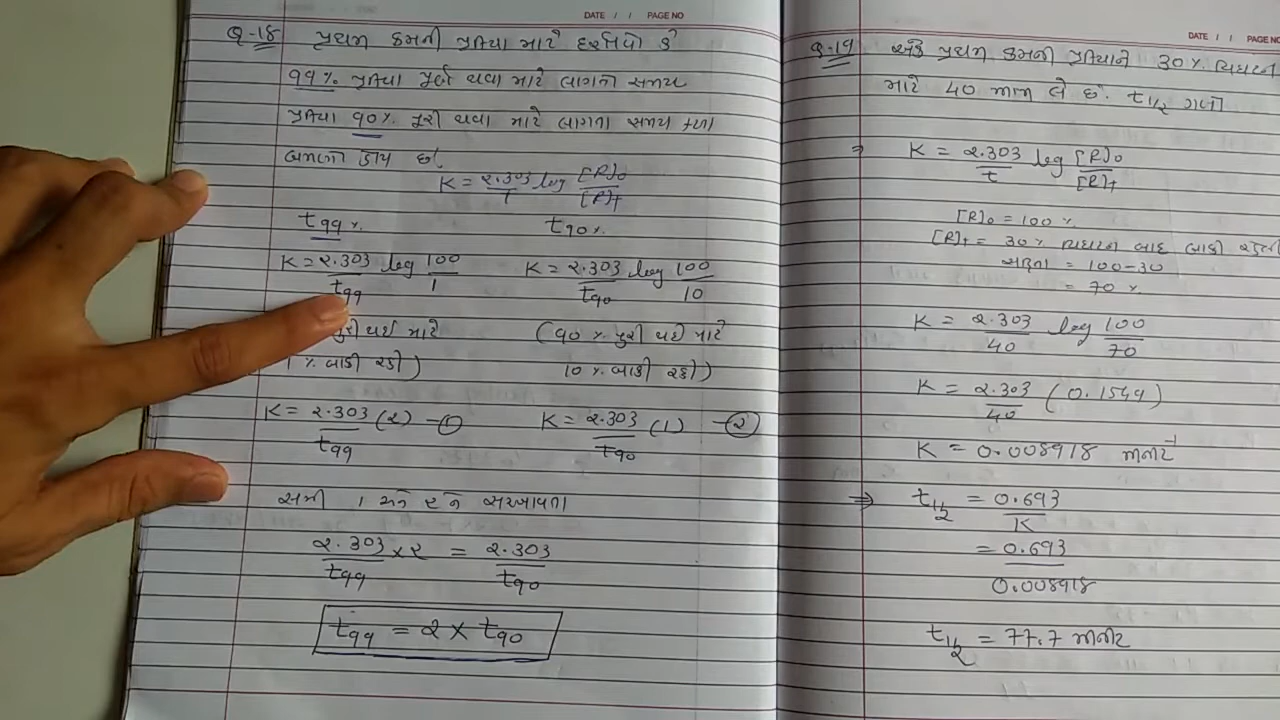 DATE / / PAGE NO
Q-18 પ્રથમ ક્રમની પ્રક્રિયા માટે દર્શાવો કે
99% પ્રક્રિયા પૂર્ણ થવા માટે લાગતો સમય
પ્રક્રિયા 90% પૂરી થવા માટે લાગતા સમય કરતાં
બમણો હોય છે.
K = 2.303/t log [R]₀/[R]t
t99% t90%
K = 2.303/t99 log 100/1 K = 2.303/t90 log 100/10
પૂરી થઈ માટે (90% પૂરી થઈ માટે
1% બાકી રહી) 10% બાકી રહે)
K = 2.303/t99 (2) -① K = 2.303/t90 (1) -②
સમી 1 અને 2 ને સરખાવતા
2.303/t99 × 2 = 2.303/t90
t99 = 2 × t90
DATE / / PAGE NO
Q-19 એક પ્રથમ ક્રમની પ્રક્રિયાને 30% વિઘટન
માટે 40 મિનિટ લે છે. t1/2 ગણો
⇒ K = 2.303/t log [R]₀/[R]t
[R]₀ = 100%
[R]t = 30% વિઘટન બાદ બાકી રહેલી
સાંદ્રતા = 100-30
= 70%
K = 2.303/40 log 100/70
K = 2.303/40 (0.1549)
K = 0.008918 મિનિટ⁻¹
⇒ t1/2 = 0.693/K
= 0.693/0.008918
t1/2 = 77.7 મિનિટ